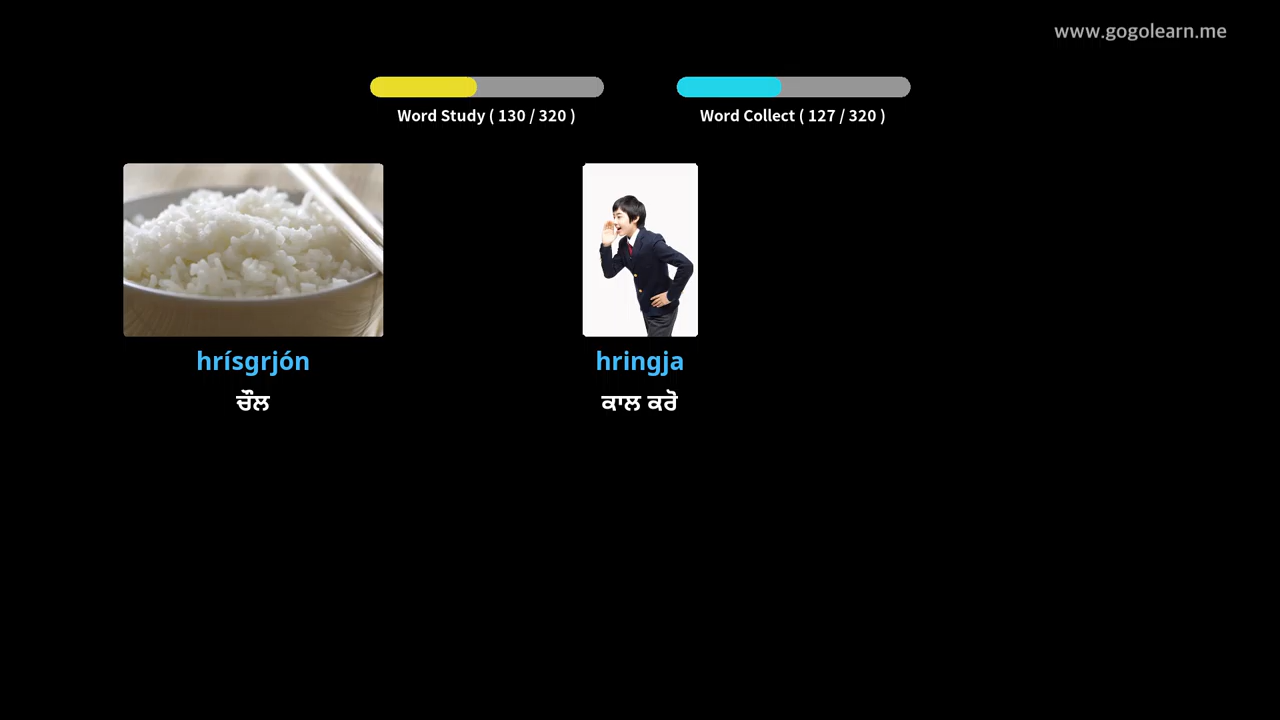 www.gogolearn.me
Word Study ( 130 / 320 )
Word Collect ( 127 / 320 )
hrísgrjón
hringja
ਚੌਲ
ਕਾਲ ਕਰੋ